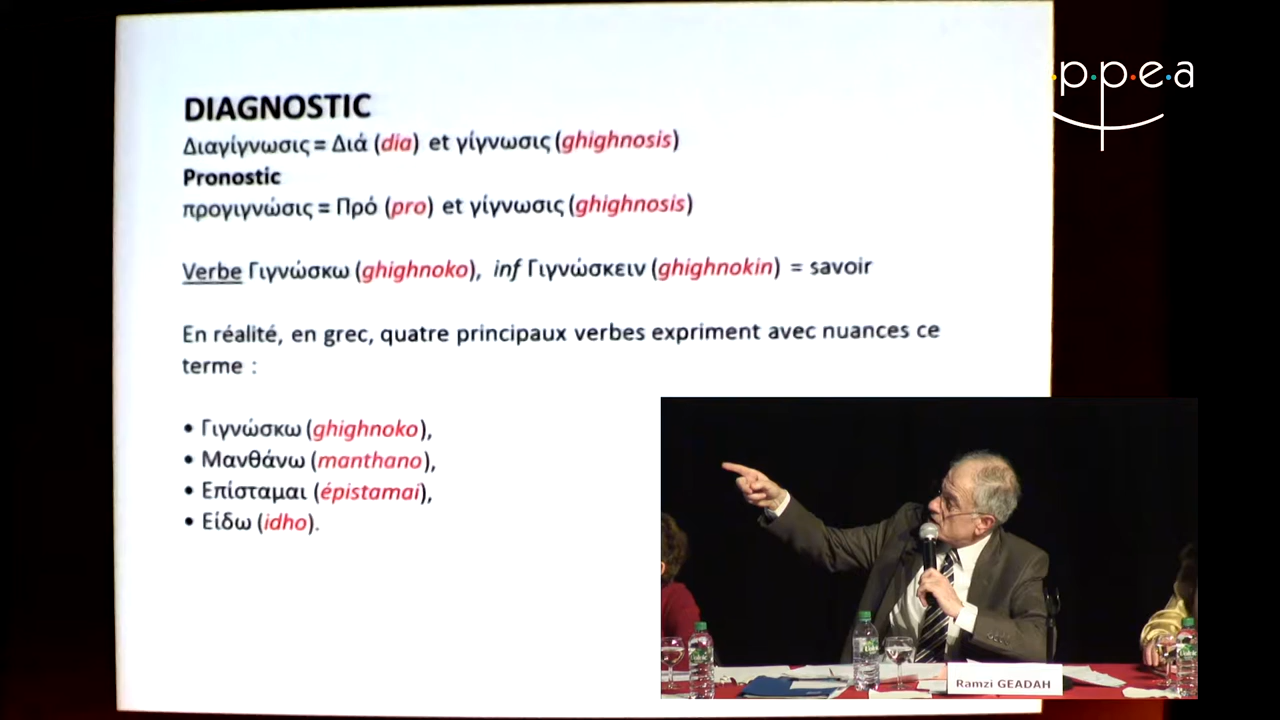 DIAGNOSTIC
Διαγίγνωσις = Διά (dia) et γίγνωσις (ghighnosis)
Pronostic
προγιγνώσις = Πρό (pro) et γίγνωσις (ghighnosis)
Verbe Γιγνώσκω (ghighnoko), inf Γιγνώσκειν (ghighnokin) = savoir
En réalité, en grec, quatre principaux verbes expriment avec nuances ce
terme :
• Γιγνώσκω (ghighnoko),
• Μανθάνω (manthano),
• Επίσταμαι (épistamai),
• Είδω (idho).
p.p.e.a
Ramzi GEADAH